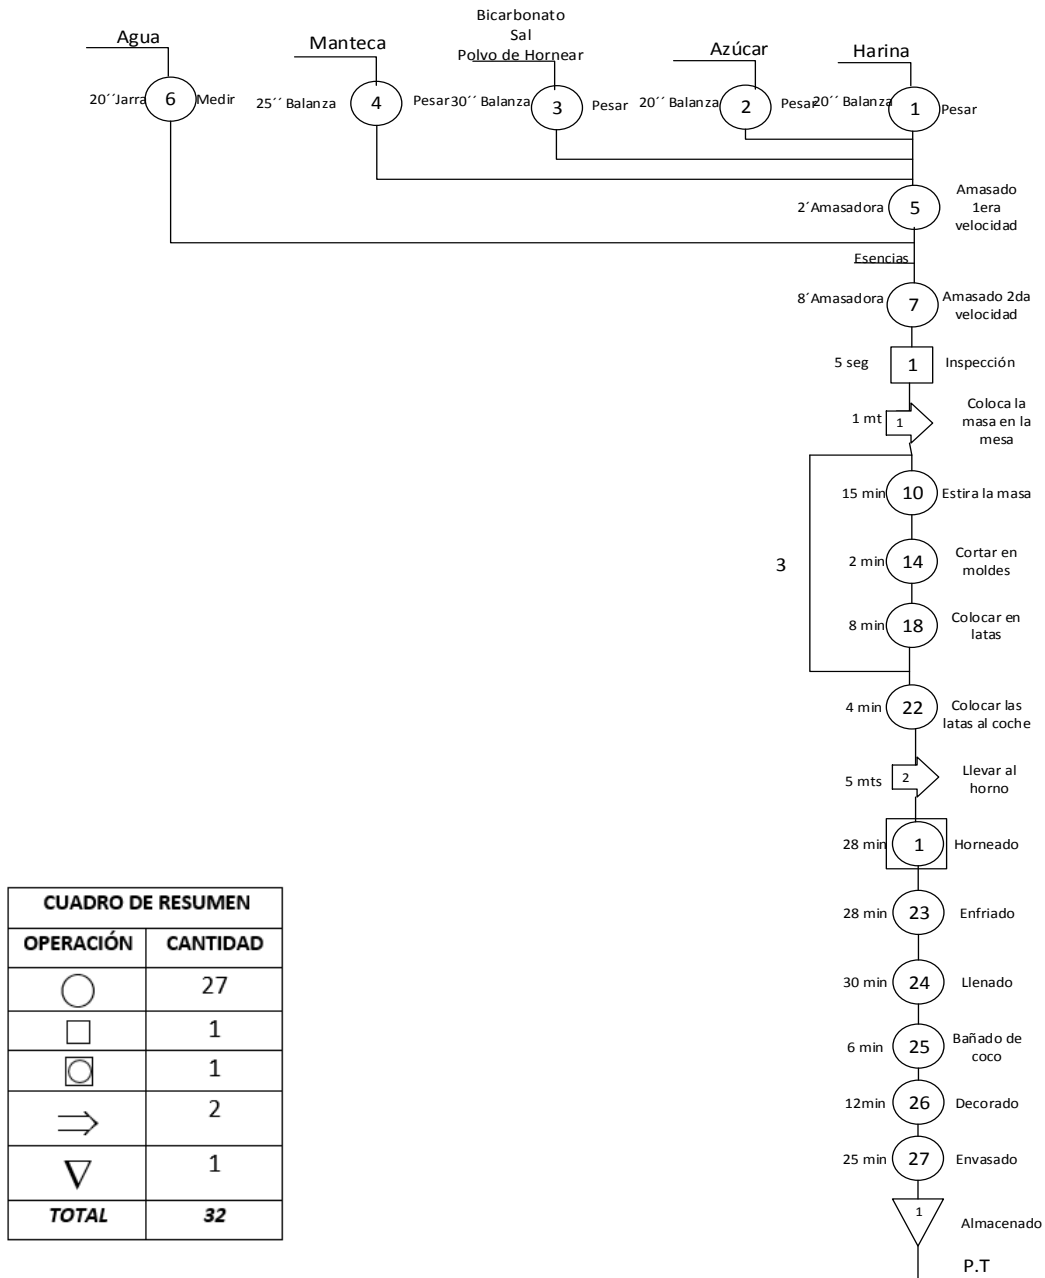 Agua
Manteca
Bicarbonato
Sal
Polvo de Hornear
Azúcar
Harina
20´´Jarra 6 Medir
25´´ Balanza 4 Pesar
30´´ Balanza 3 Pesar
20´´ Balanza 2 Pesar
20´´ Balanza 1 Pesar
2´Amasadora 5 Amasado
1era
velocidad
Esencias
8´Amasadora 7 Amasado 2da
velocidad
5 seg 1 Inspección
1 mt 1 Coloca la
masa en la
mesa
3
15 min 10 Estira la masa
2 min 14 Cortar en
moldes
8 min 18 Colocar en
latas
4 min 22 Colocar las
latas al coche
5 mts 2 Llevar al
horno
28 min 1 Horneado
28 min 23 Enfriado
30 min 24 Llenado
6 min 25 Bañado de
coco
12min 26 Decorado
25 min 27 Envasado
1 Almacenado
P.T
CUADRO DE RESUMEN
OPERACIÓN CANTIDAD
27
1
1
2
1
TOTAL 32